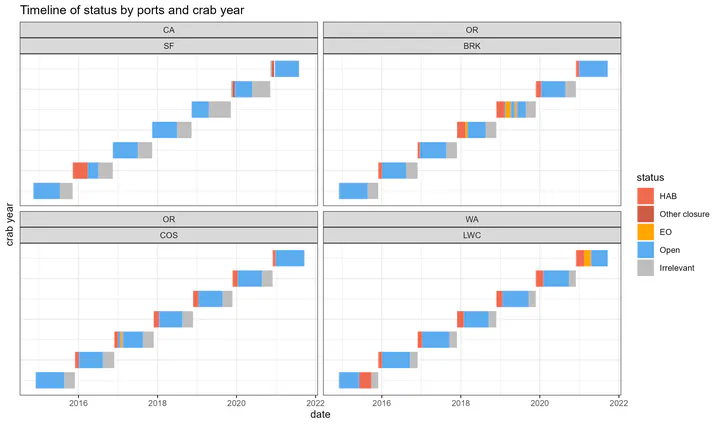 Timeline of status by ports and crab year
CA
SF
OR
BRK
OR
COS
WA
LWC
crab year
2016
2018
2020
2022
2016
2018
2020
2022
date
status
HAB
Other closure
EO
Open
Irrelevant